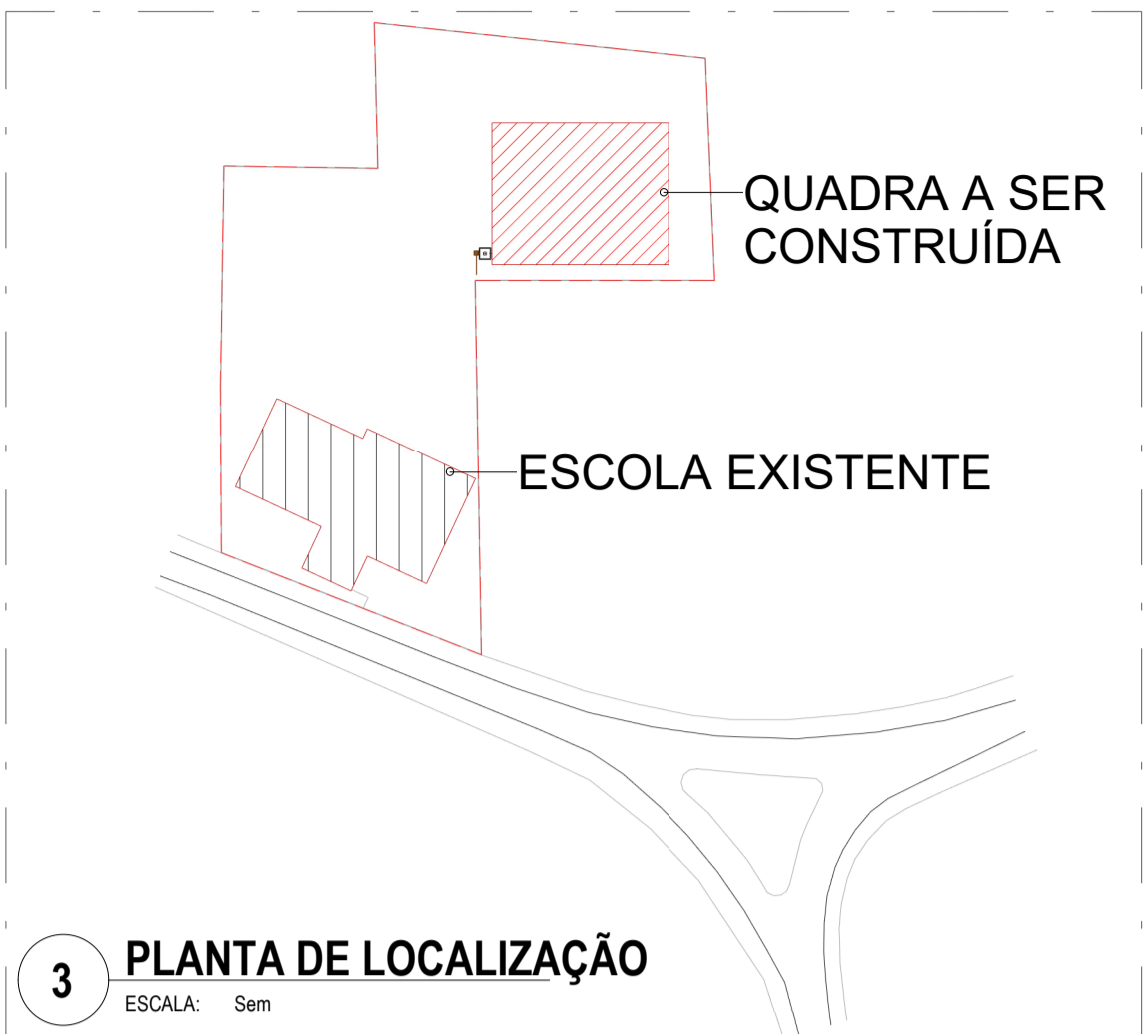 QUADRA A SER
CONSTRUÍDA
ESCOLA EXISTENTE
3
PLANTA DE LOCALIZAÇÃO
ESCALA: Sem